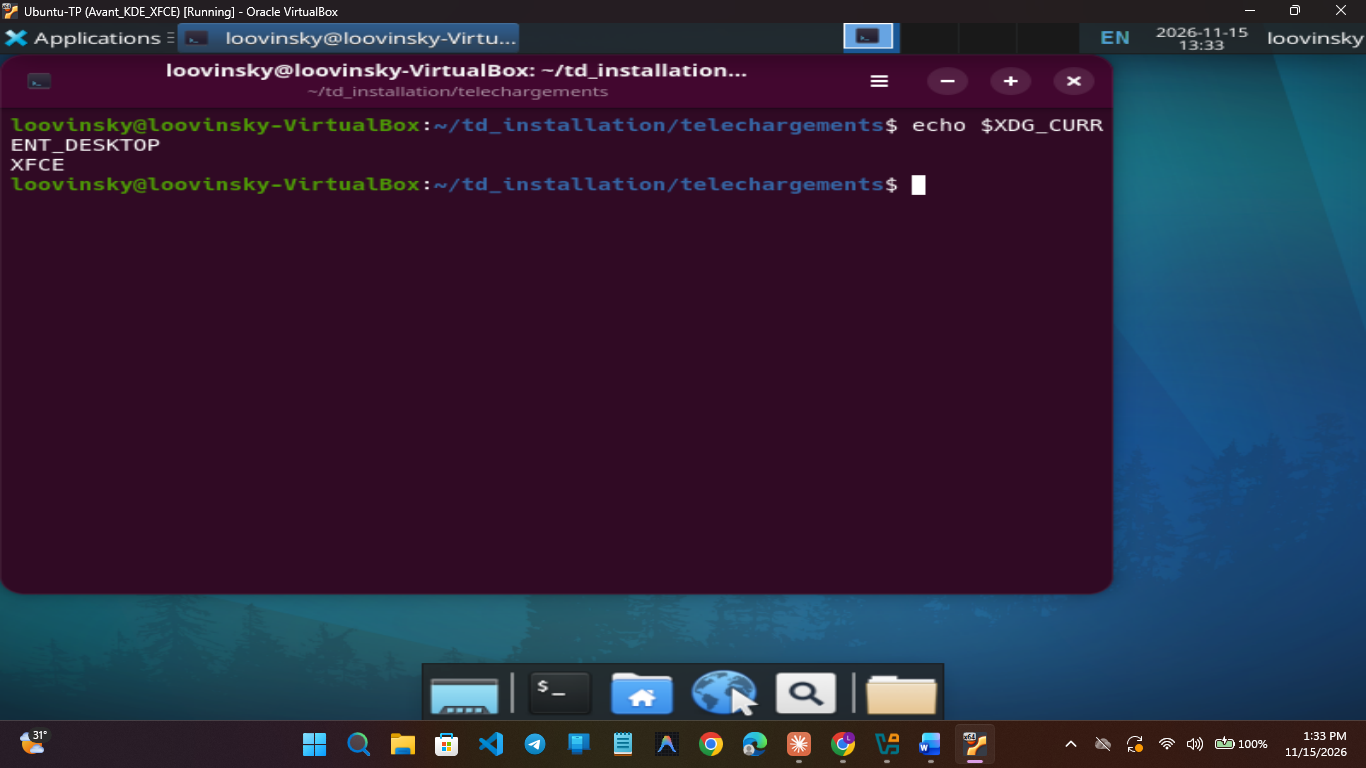 Ubuntu-TP (Avant_KDE_XFCE) [Running] - Oracle VirtualBox
Applications loovinsky@loovinsky-Virtu... EN 2026-11-15 loovinsky
13:33
loovinsky@loovinsky-VirtualBox: ~/td_installation...
~/td_installation/telechargements
loovinsky@loovinsky-VirtualBox:~/td_installation/telechargements$ echo $XDG_CURR
ENT_DESKTOP
XFCE
loovinsky@loovinsky-VirtualBox:~/td_installation/telechargements$
$_
31° 100% 1:33 PM
11/15/2026